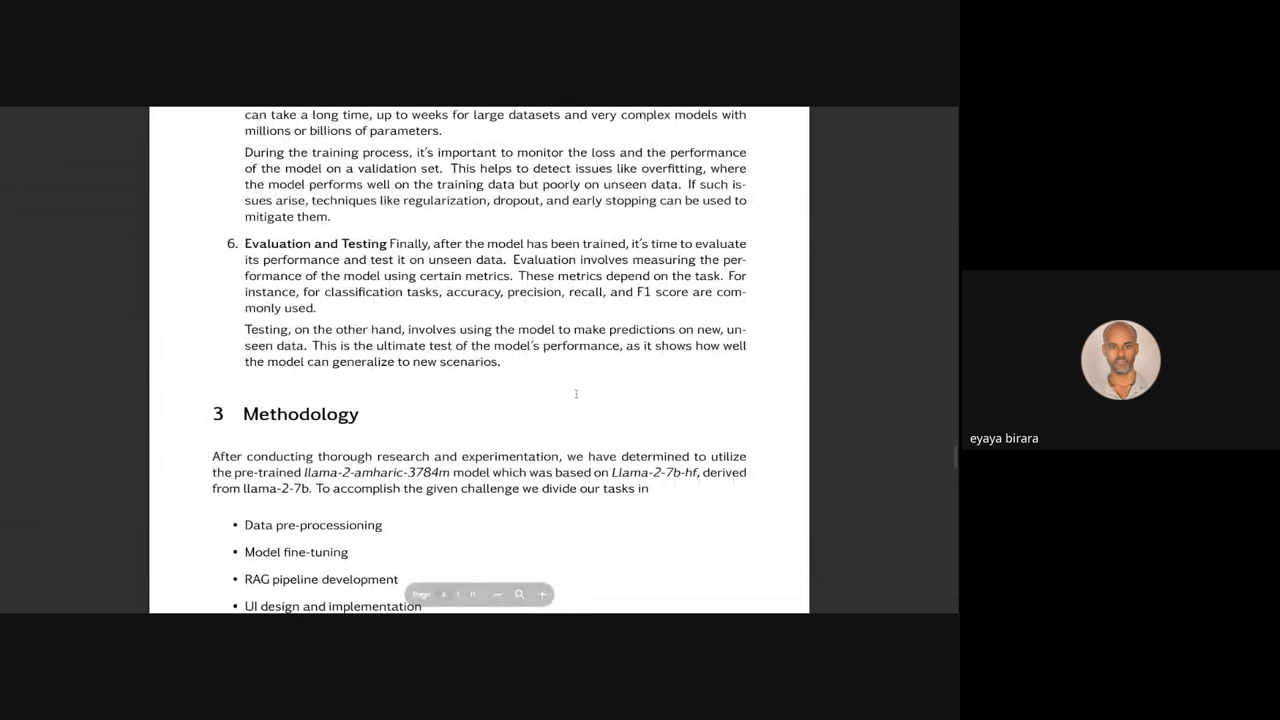 can take a long time, up to weeks for large datasets and very complex models with
millions or billions of parameters.
During the training process, it's important to monitor the loss and the performance
of the model on a validation set. This helps to detect issues like overfitting, where
the model performs well on the training data but poorly on unseen data. If such is-
sues arise, techniques like regularization, dropout, and early stopping can be used to
mitigate them.
6. Evaluation and Testing Finally, after the model has been trained, it's time to evaluate
its performance and test it on unseen data. Evaluation involves measuring the per-
formance of the model using certain metrics. These metrics depend on the task. For
instance, for classification tasks, accuracy, precision, recall, and F1 score are com-
monly used.
Testing, on the other hand, involves using the model to make predictions on new, un-
seen data. This is the ultimate test of the model's performance, as it shows how well
the model can generalize to new scenarios.
3 Methodology
After conducting thorough research and experimentation, we have determined to utilize
the pre-trained llama-2-amharic-3784m model which was based on Llama-2-7b-hf, derived
from llama-2-7b. To accomplish the given challenge we divide our tasks in
• Data pre-processioning
• Model fine-tuning
• RAG pipeline development
• UI design and implementation
Page
eyaya birara